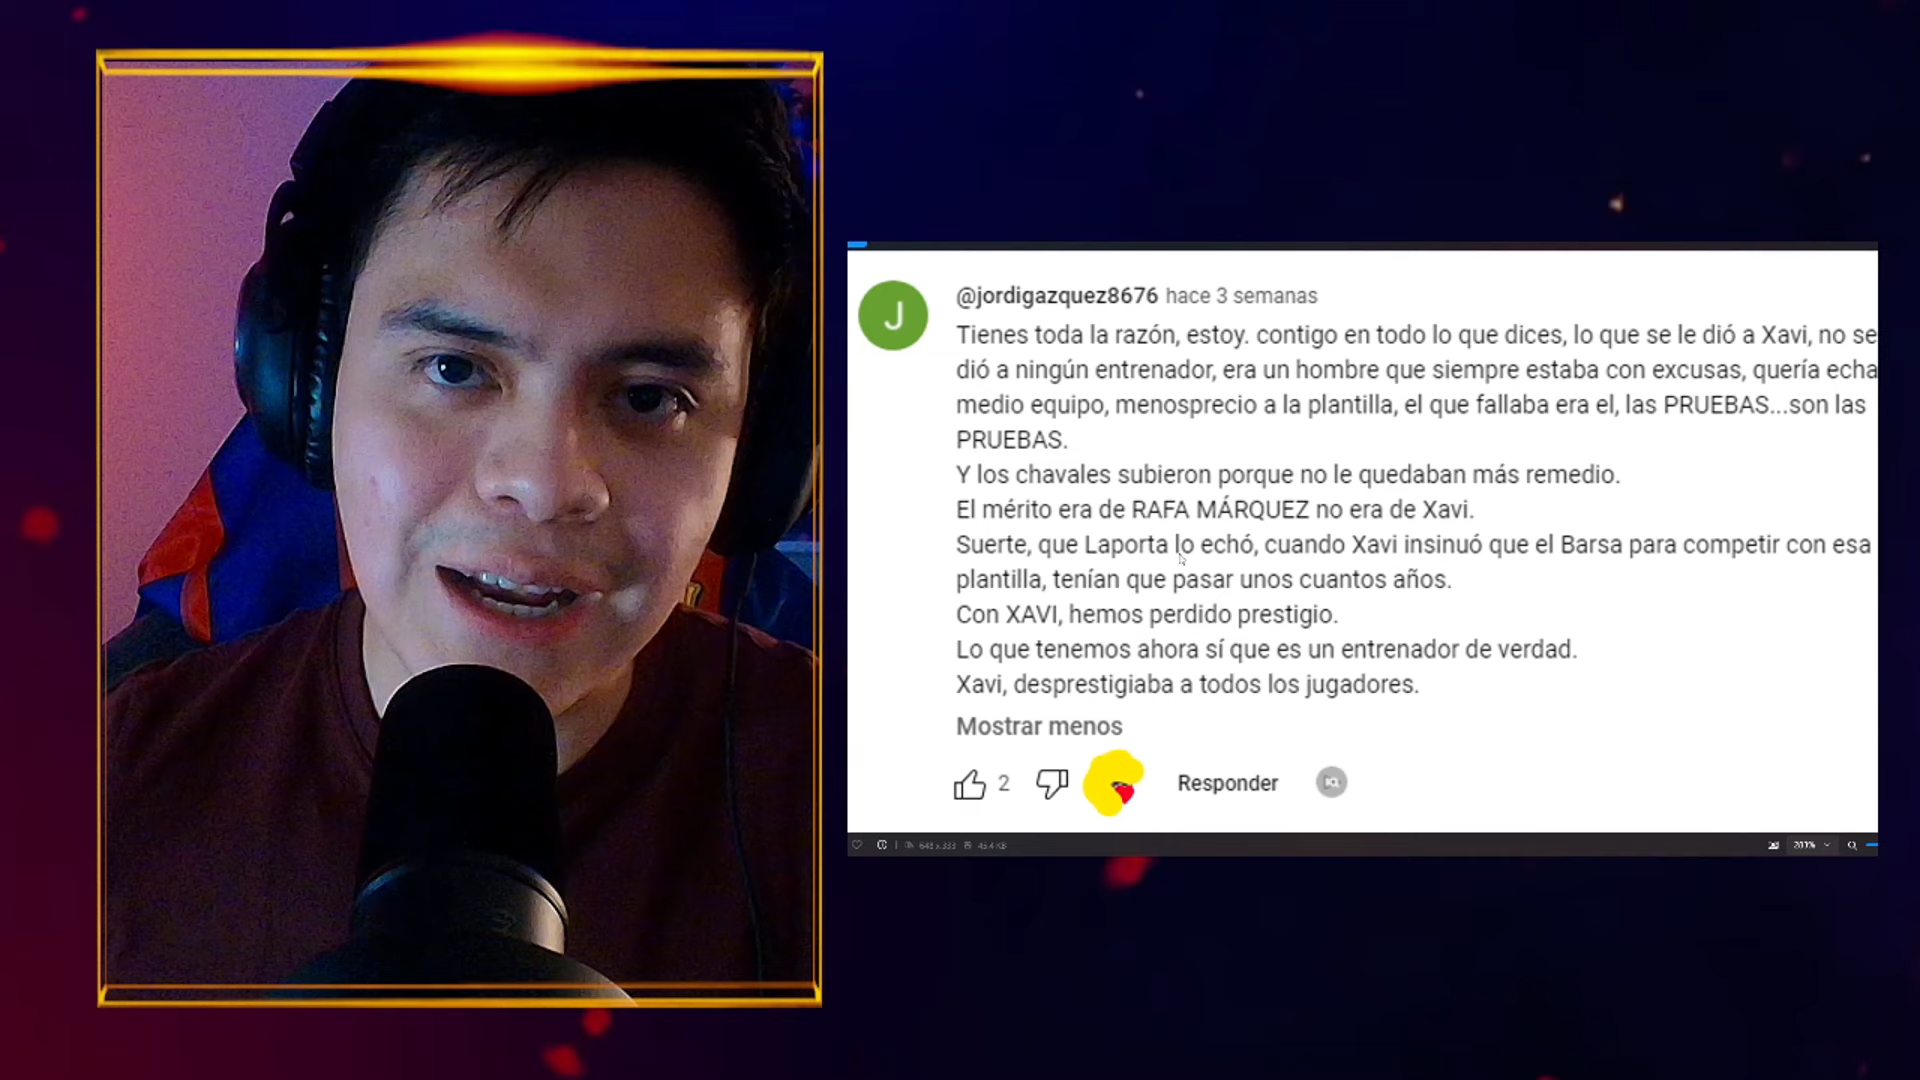 J
@jordigazquez8676 hace 3 semanas
Tienes toda la razón, estoy. contigo en todo lo que dices, lo que se le dió a Xavi, no se
dió a ningún entrenador, era un hombre que siempre estaba con excusas, quería echa
medio equipo, menosprecio a la plantilla, el que fallaba era el, las PRUEBAS...son las
PRUEBAS.
Y los chavales subieron porque no le quedaban más remedio.
El mérito era de RAFA MÁRQUEZ no era de Xavi.
Suerte, que Laporta lo echó, cuando Xavi insinuó que el Barsa para competir con esa
plantilla, tenían que pasar unos cuantos años.
Con XAVI, hemos perdido prestigio.
Lo que tenemos ahora sí que es un entrenador de verdad.
Xavi, desprestigiaba a todos los jugadores.
Mostrar menos
2 Responder